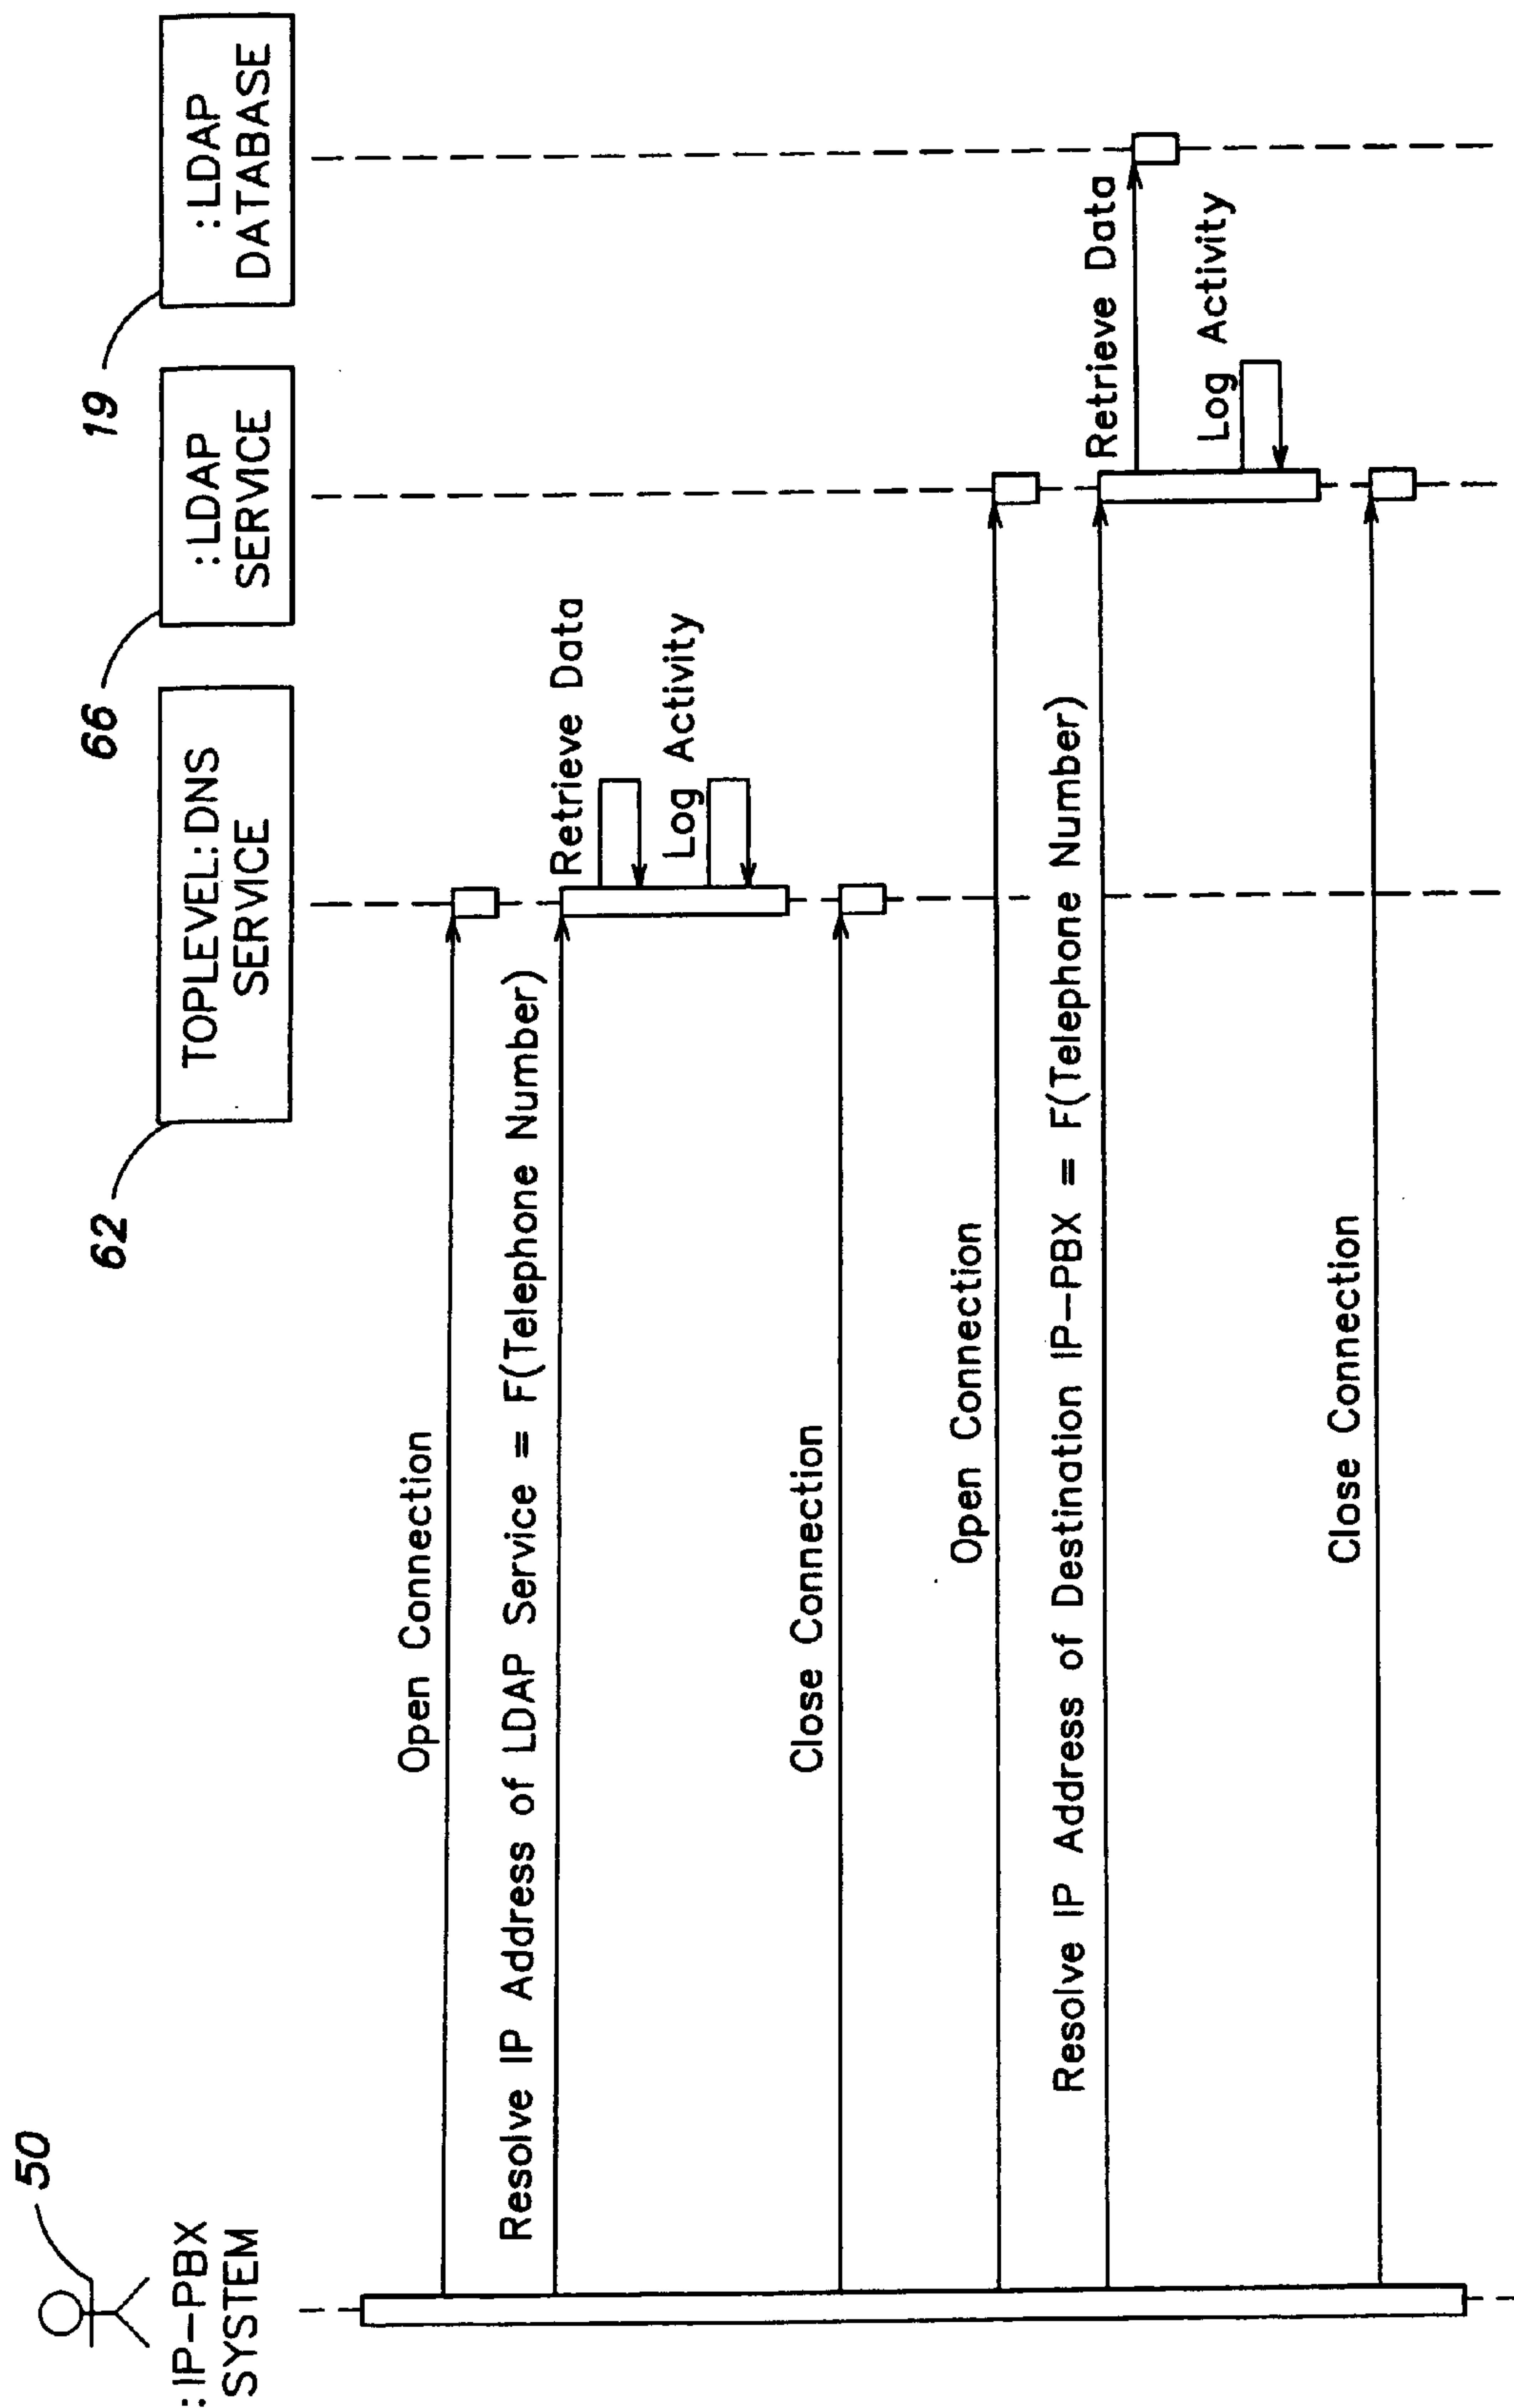 50
:IP-PBX
SYSTEM
62
TOPLEVEL:DNS
SERVICE
66
:LDAP
SERVICE
19
:LDAP
DATABASE
Open Connection
Resolve IP Address of LDAP Service = F(Telephone Number)
Retrieve Data
Log Activity
Close Connection
Open Connection
Resolve IP Address of Destination IP-PBX = F(Telephone Number)
Retrieve Data
Log Activity
Close Connection